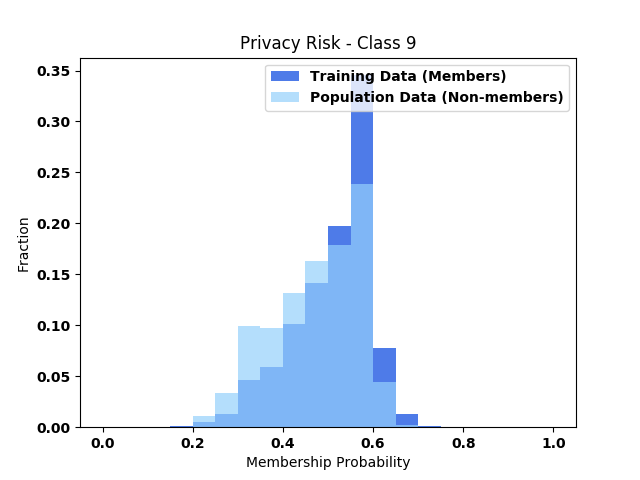 Privacy Risk - Class 9
Training Data (Members)
Population Data (Non-members)
0.35
0.30
0.25
0.20
0.15
0.10
0.05
0.00
Fraction
0.0 0.2 0.4 0.6 0.8 1.0
Membership Probability